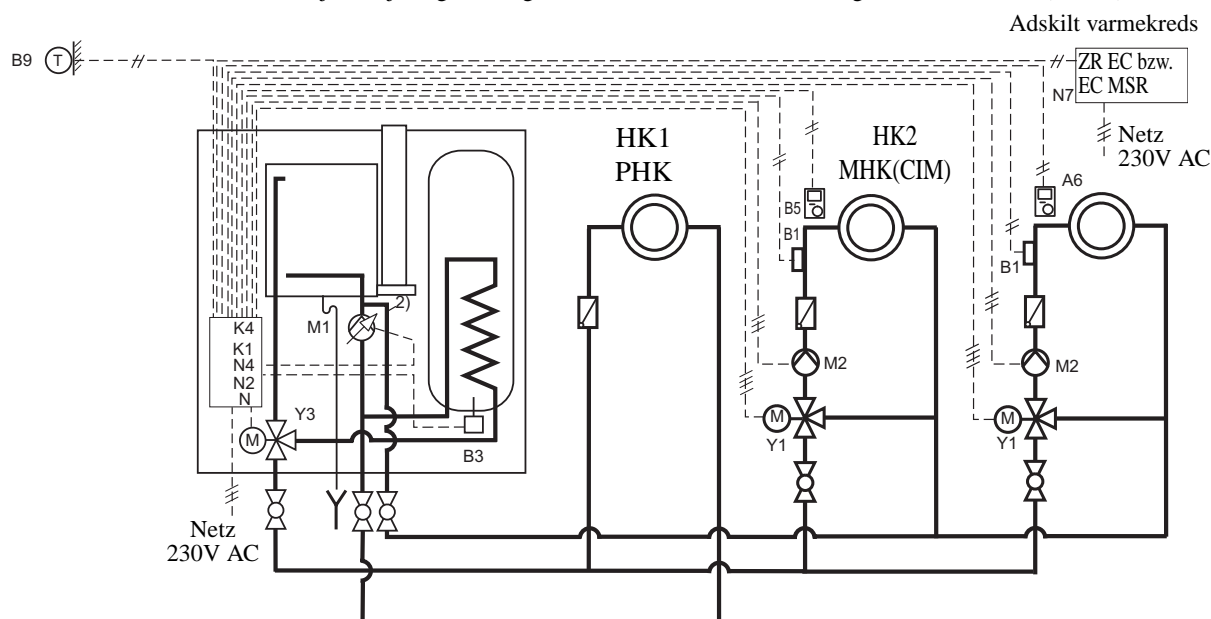 Adskilt varmekreds
B9
T
ZR EC bzw.
EC MSR
N7
Netz
230V AC
HK1
PHK
HK2
MHK(CIM)
A6
B5
B1
B1
2)
M1
K4
K1
N4
N2
N
M2
M2
Y3
M
M
M
Y1
Y1
B3
Netz
230V AC